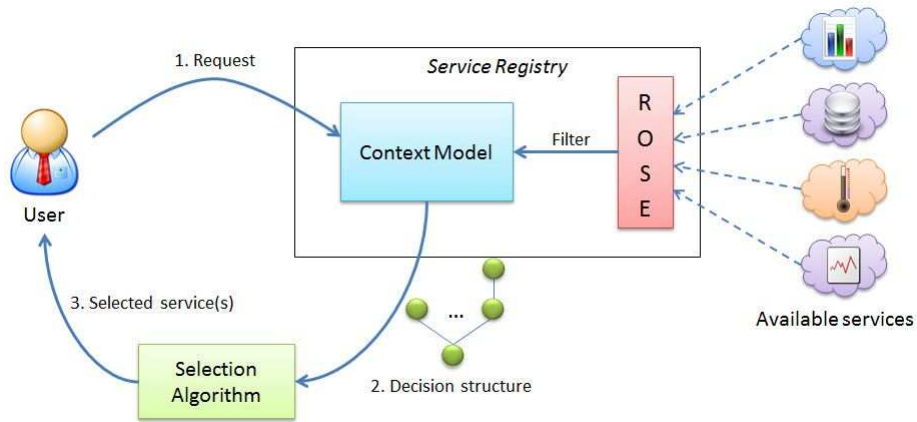 1. Request
Service Registry
R
O
S
E
Context Model
Filter
User
3. Selected service(s)
...
Available services
Selection
Algorithm
2. Decision structure